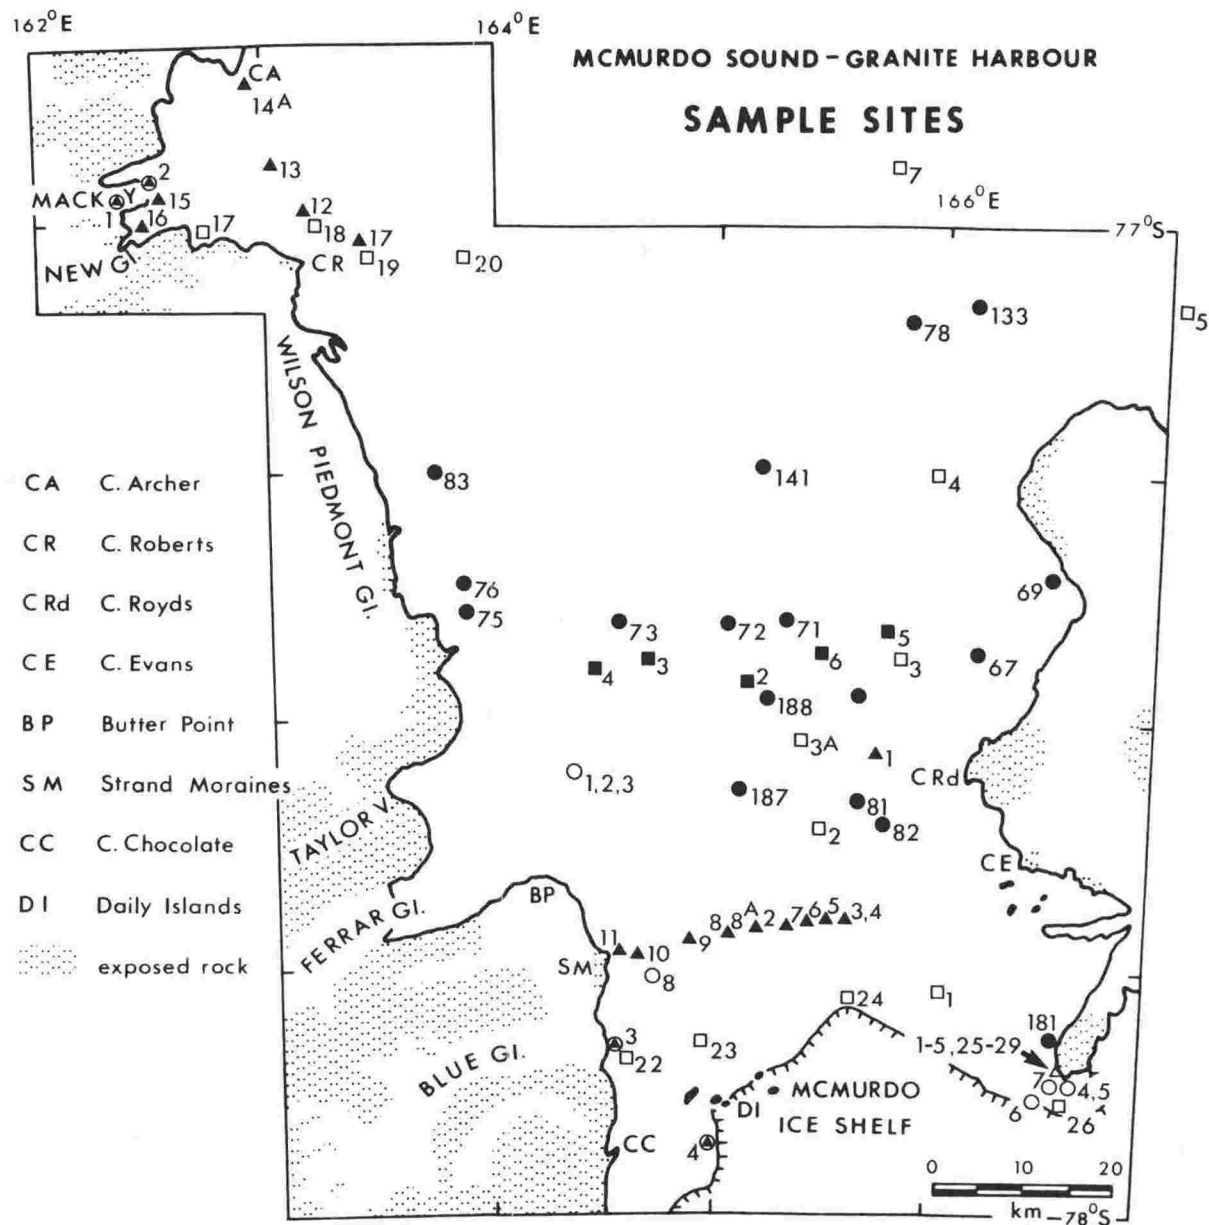 162°E
164°E
MCMURDO SOUND – GRANITE HARBOUR
SAMPLE SITES
CA
14A
7
166°E
13
2
MACK Y
15
1
16
12
17
18
17
77°S
NEW GI.
CR
19
20
5
133
78
WILSON PIEDMONT GI.
CA C. Archer
83
141
4
CR C. Roberts
76
69
CRd C. Royds
75
73
72
71
5
CE C. Evans
4
3
6
3
67
2
188
BP Butter Point
3A
1
SM Strand Moraines
1,2,3
187
CRd
81
TAYLOR V.
2
82
CC C. Chocolate
CE
BP
DI Daily Islands
FERRAR GI.
8 8A 2 7 6 5 3,4
11
10
9
exposed rock
SM
8
24
1
181
3
1-5,25-29
22
23
BLUE GI.
7
4,5
MCMURDO
DI
6
26
ICE SHELF
CC
4
0 10 20
km
78°S